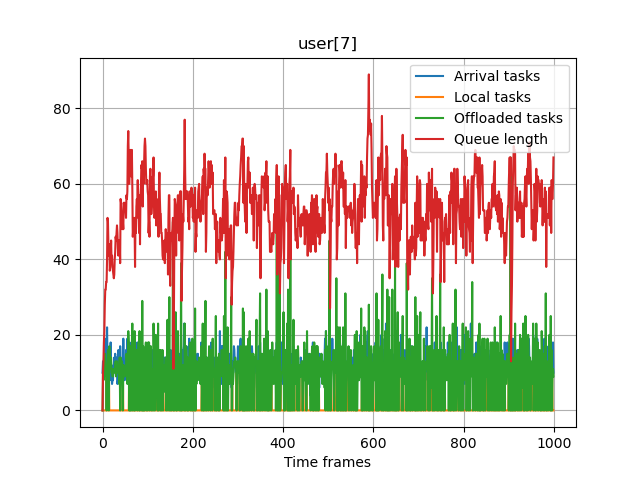 user[7]
Arrival tasks
Local tasks
Offloaded tasks
Queue length
80
60
40
20
0
0 200 400 600 800 1000
Time frames